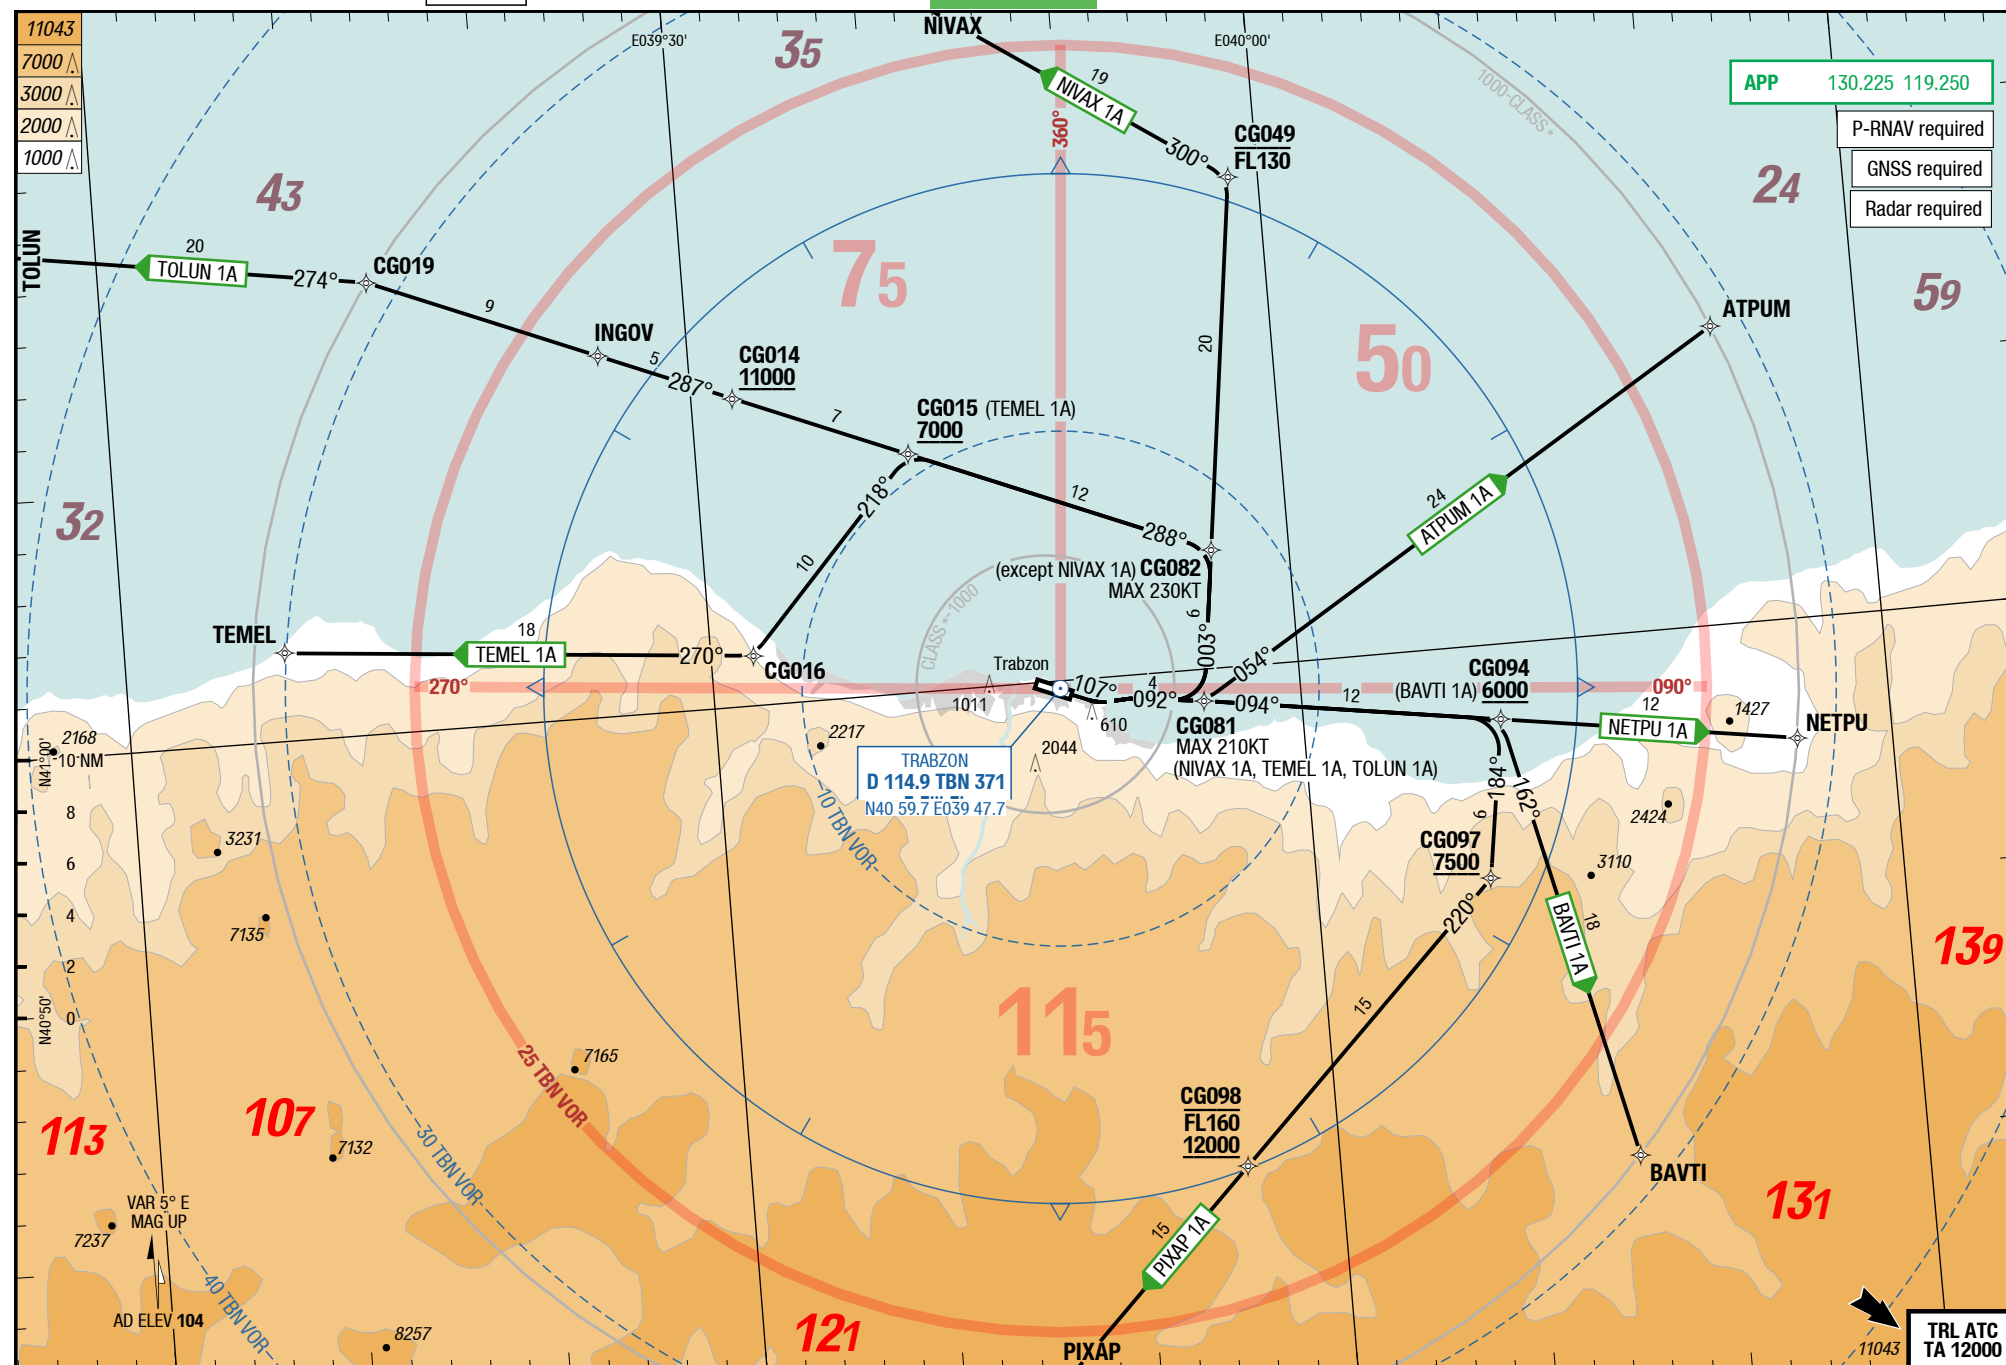 11043
7000
3000
2000
1000
NIVAX
E039°30'
E040°00'
35
19
NIVAX 1A
300°
360°
CG049
FL130
1000-CLASS *
APP 130.225 119.250
P-RNAV required
GNSS required
Radar required
24
43
TOLUN
20
TOLUN 1A
274°
CG019
9
INGOV
5
287°
CG014
11000
7
75
CG015 (TEMEL 1A)
7000
20
50
ATPUM
59
24
ATPUM 1A
32
218°
10
12
288°
(except NIVAX 1A) CG082
MAX 230KT
6
003°
054°
CLASS *-1000
TEMEL
18
TEMEL 1A
270°
CG016
270°
Trabzon
1011
107°
4
092°
610
094°
12
CG081
MAX 210KT
(NIVAX 1A, TEMEL 1A, TOLUN 1A)
CG094
(BAVTI 1A) 6000
090°
12
NETPU 1A
1427
NETPU
2168
N41°00'
10 NM
8
6
4
2
0
N40°50'
2217
2044
TRABZON
D 114.9 TBN 371
N40 59.7 E039 47.7
10 TBN VOR
184°
6
162°
CG097
7500
220°
2424
3110
3231
7135
18
BAVTI 1A
139
15
115
7165
25 TBN VOR
CG098
FL160
12000
113
107
7132
30 TBN VOR
BAVTI
131
VAR 5° E
MAG UP
7237
15
PIXAP 1A
40 TBN VOR
AD ELEV 104
8257
121
PIXAP
11043
TRL ATC
TA 12000